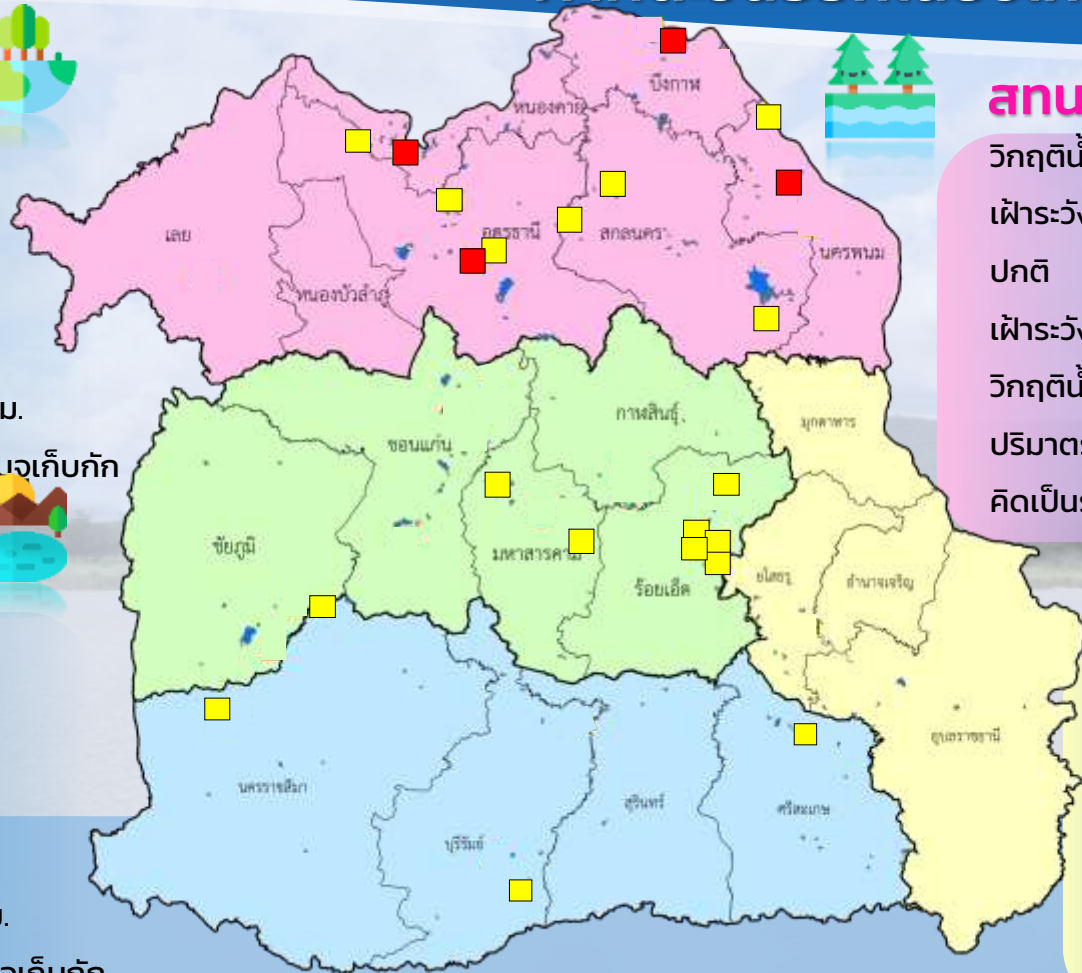 สทน
วิกฤติน้ำ
เฝ้าระวัง
ปกติ
เฝ้าระวัง
วิกฤติน้ำ
ปริมาตร
คิดเป็นร
ม.
มจุเก็บกัก
บึงกาฬ
หนองคาย
เลย
อุดรธานี
สกลนคร
นครพนม
หนองบัวลำภู
กาฬสินธุ์
มุกดาหาร
ขอนแก่น
ชัยภูมิ
มหาสารคาม
ร้อยเอ็ด
ยโสธร
อำนาจเจริญ
อุบลราชธานี
นครราชสีมา
สุรินทร์
ศรีสะเกษ
บุรีรัมย์